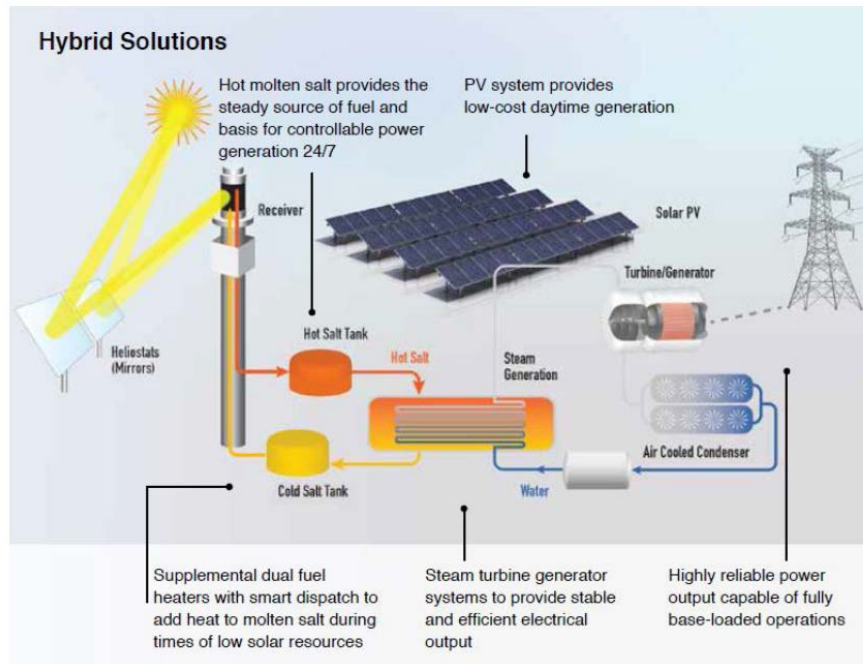 Hybrid Solutions
Hot molten salt provides the
steady source of fuel and
basis for controllable power
generation 24/7
PV system provides
low-cost daytime generation
Receiver
Solar PV
Turbine/Generator
Heliostats
(Mirrors)
Hot Salt Tank
Hot Salt
Steam
Generation
Cold Salt Tank
Water
Air Cooled Condenser
Supplemental dual fuel
heaters with smart dispatch to
add heat to molten salt during
times of low solar resources
Steam turbine generator
systems to provide stable
and efficient electrical
output
Highly reliable power
output capable of fully
base-loaded operations